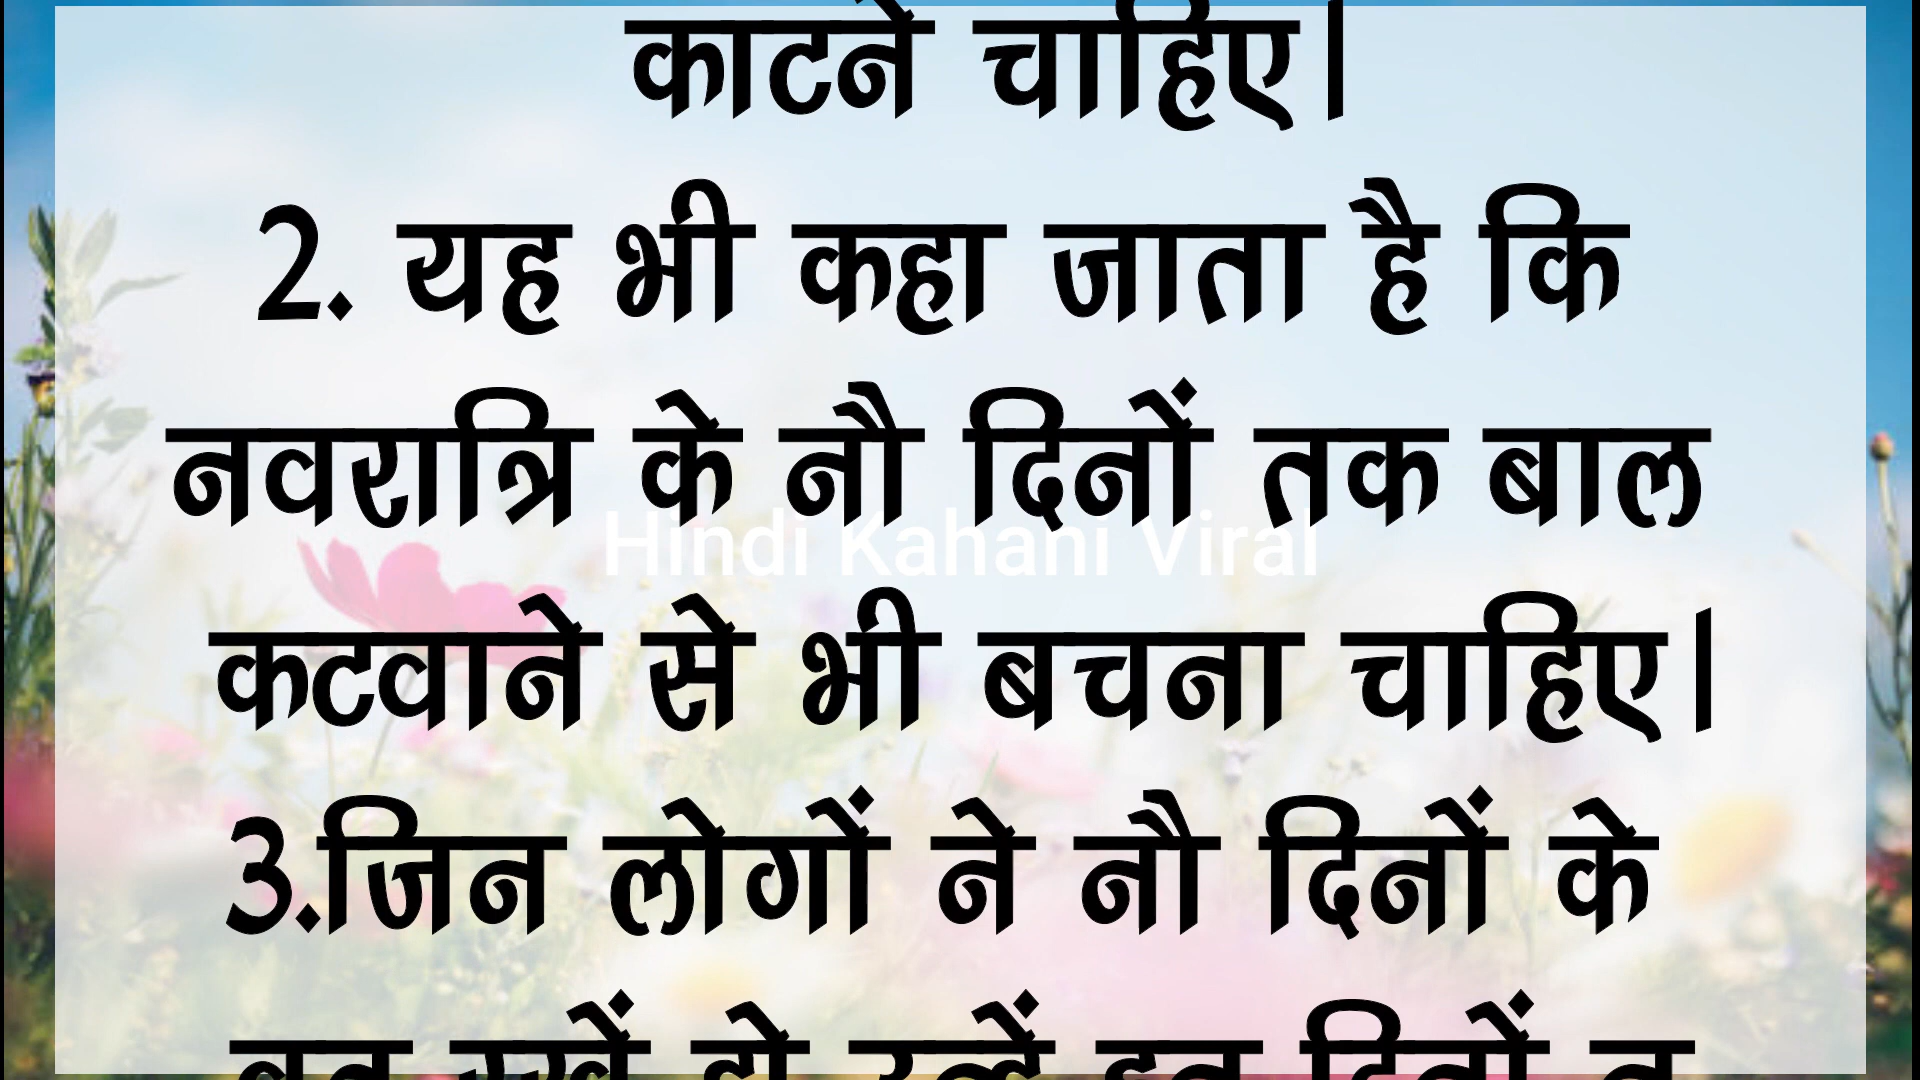 काटने चाहिए।
2. यह भी कहा जाता है कि
नवरात्रि के नौ दिनों तक बाल
Hindi Kahani Viral
कटवाने से भी बचना चाहिए।
3.जिन लोगों ने नौ दिनों के